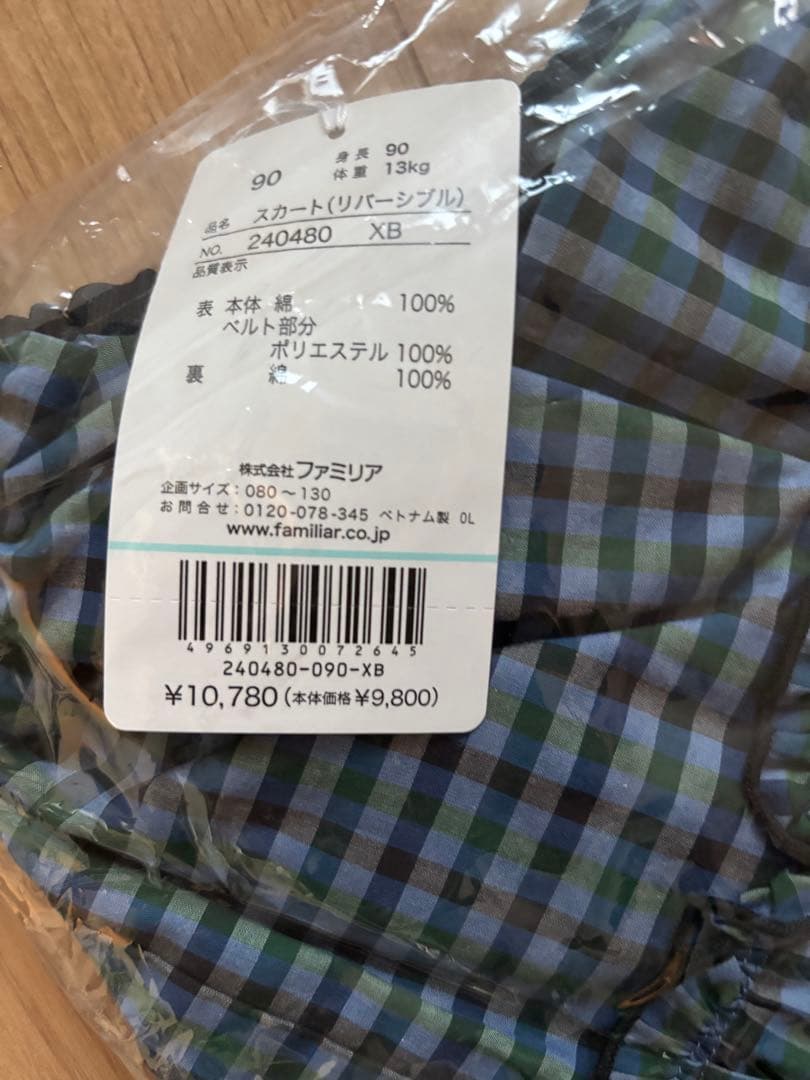 90 身長 90
体重 13kg
品名 スカート(リバーシブル)
NO. 240480 XB
品質表示
表 本体 綿 100%
ベルト部分
ポリエステル 100%
裏 綿 100%
株式会社ファミリア
企画サイズ:080～130
お問合せ:0120-078-345 ベトナム製 0L
www.familiar.co.jp
4969130072645
240480-090-XB
¥10,780(本体価格¥9,800)